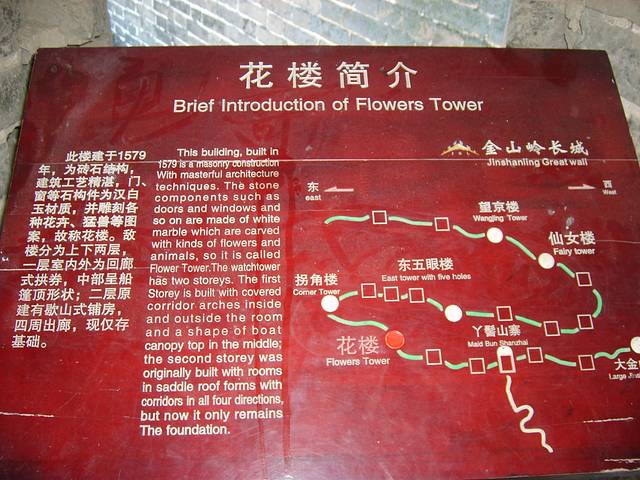 花楼简介
Brief Introduction of Flowers Tower
此楼建于1579
年，为砖石结构，
建筑工艺精湛，门、
窗等石构件为汉白
玉材质，并雕刻各
种花卉、猛兽等图
案，故称花楼。敌
楼分为上下两层，
一层室内外为回廊
式拱券，中部呈船
篷顶形状；二层原
建有歇山式铺房，
四周出廊，现仅存
基础。
This building, built in
1579 is a masonry construction
With masterful architecture
techniques. The stone
components such as
doors and windows and
so on are made of white
marble which are carved
with kinds of flowers and
animals, so it is called
Flower Tower.The watchtower
has two storeys. The first
Storey is built with covered
corridor arches inside
and outside the room
and a shape of boat
canopy top in the middle;
the second storey was
originally built with rooms
in saddle roof forms with
corridors in all four directions,
but now it only remains
The foundation.
金山岭长城
Jinshanling Great wall
东
east
西
West
望京楼
Wangjing Tower
仙女楼
Fairy tower
东五眼楼
East tower with five holes
拐角楼
Corner Tower
花楼
Flowers Tower
丫髻山寨
Maid Bun Shanzhai
大金
Large Jin